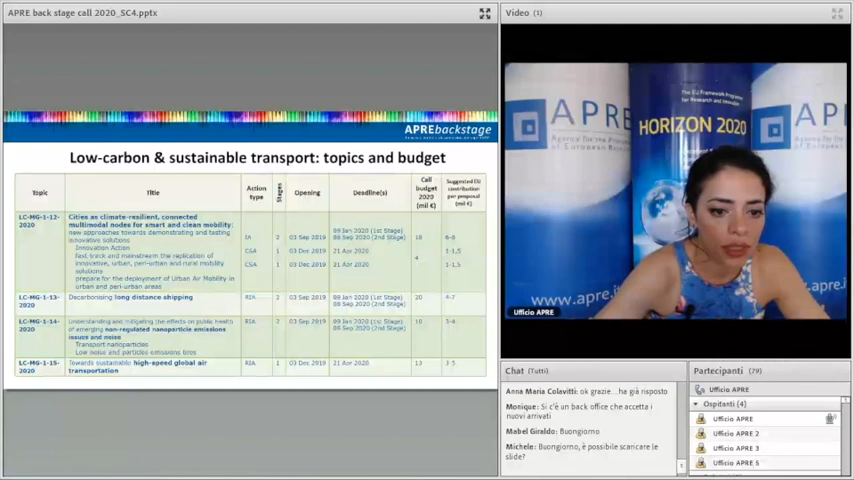 APRE back stage call 2020_SC4.pptx
APREbackstage
Low-carbon & sustainable transport: topics and budget
Topic Title Action type Stages Opening Deadline(s) Call budget 2020 (mil €) Suggested EU contribution per proposal (mil €)
LC-MG-1-12-2020
Cities as climate-resilient, connected
multimodal nodes for smart and clean mobility:
new approaches towards demonstrating and testing
innovative solutions
Innovation Action IA 2 03 Sep 2019 09 Jan 2020 (1st Stage) 08 Sep 2020 (2nd Stage) 18 6-8
Fast, track and mainstream the replication of
innovative, urban, peri-urban and rural mobility
solutions CSA 1 03 Dec 2019 21 Apr 2020 4 1-1,5
prepare for the deployment of Urban Air Mobility in
urban and peri-urban areas CSA 1 03 Dec 2019 21 Apr 2020 1-1,5
LC-MG-1-13-2020
Decarbonising long distance shipping RIA 2 03 Sep 2019 09 Jan 2020 (1st Stage) 08 Sep 2020 (2nd Stage) 20 4-7
LC-MG-1-14-2020
Understanding and mitigating the effects on public health
of emerging non-regulated nanoparticle emissions
issues and noise RIA 2 03 Sep 2019 09 Jan 2020 (1st Stage) 08 Sep 2020 (2nd Stage) 10 3-4
Transport nanoparticles
Low noise and particles emissions tires
LC-MG-1-15-2020
Towards sustainable high-speed global air
transportation RIA 1 03 Dec 2019 21 Apr 2020 13 3-5
Video (1)
APRE
Agency for the
of European Resea
www.apre.i
The EU Framework Programme
for Research and Innovation
HORIZON 2020
AP
Agency
of Euro
Ufficio APRE
Chat (Tutti)
Anna Maria Colavitti: ok grazie...ha già risposto
Monique: Si c'è un back office che accetta i
nuovi arrivati
Mabel Giraldo: Buongiorno
Michele: Buongiorno, è possibile scaricare le
slide?
Partecipanti (79)
Ufficio APRE
Ospitanti (4)
Ufficio APRE
Ufficio APRE 2
Ufficio APRE 3
Ufficio APRE 5